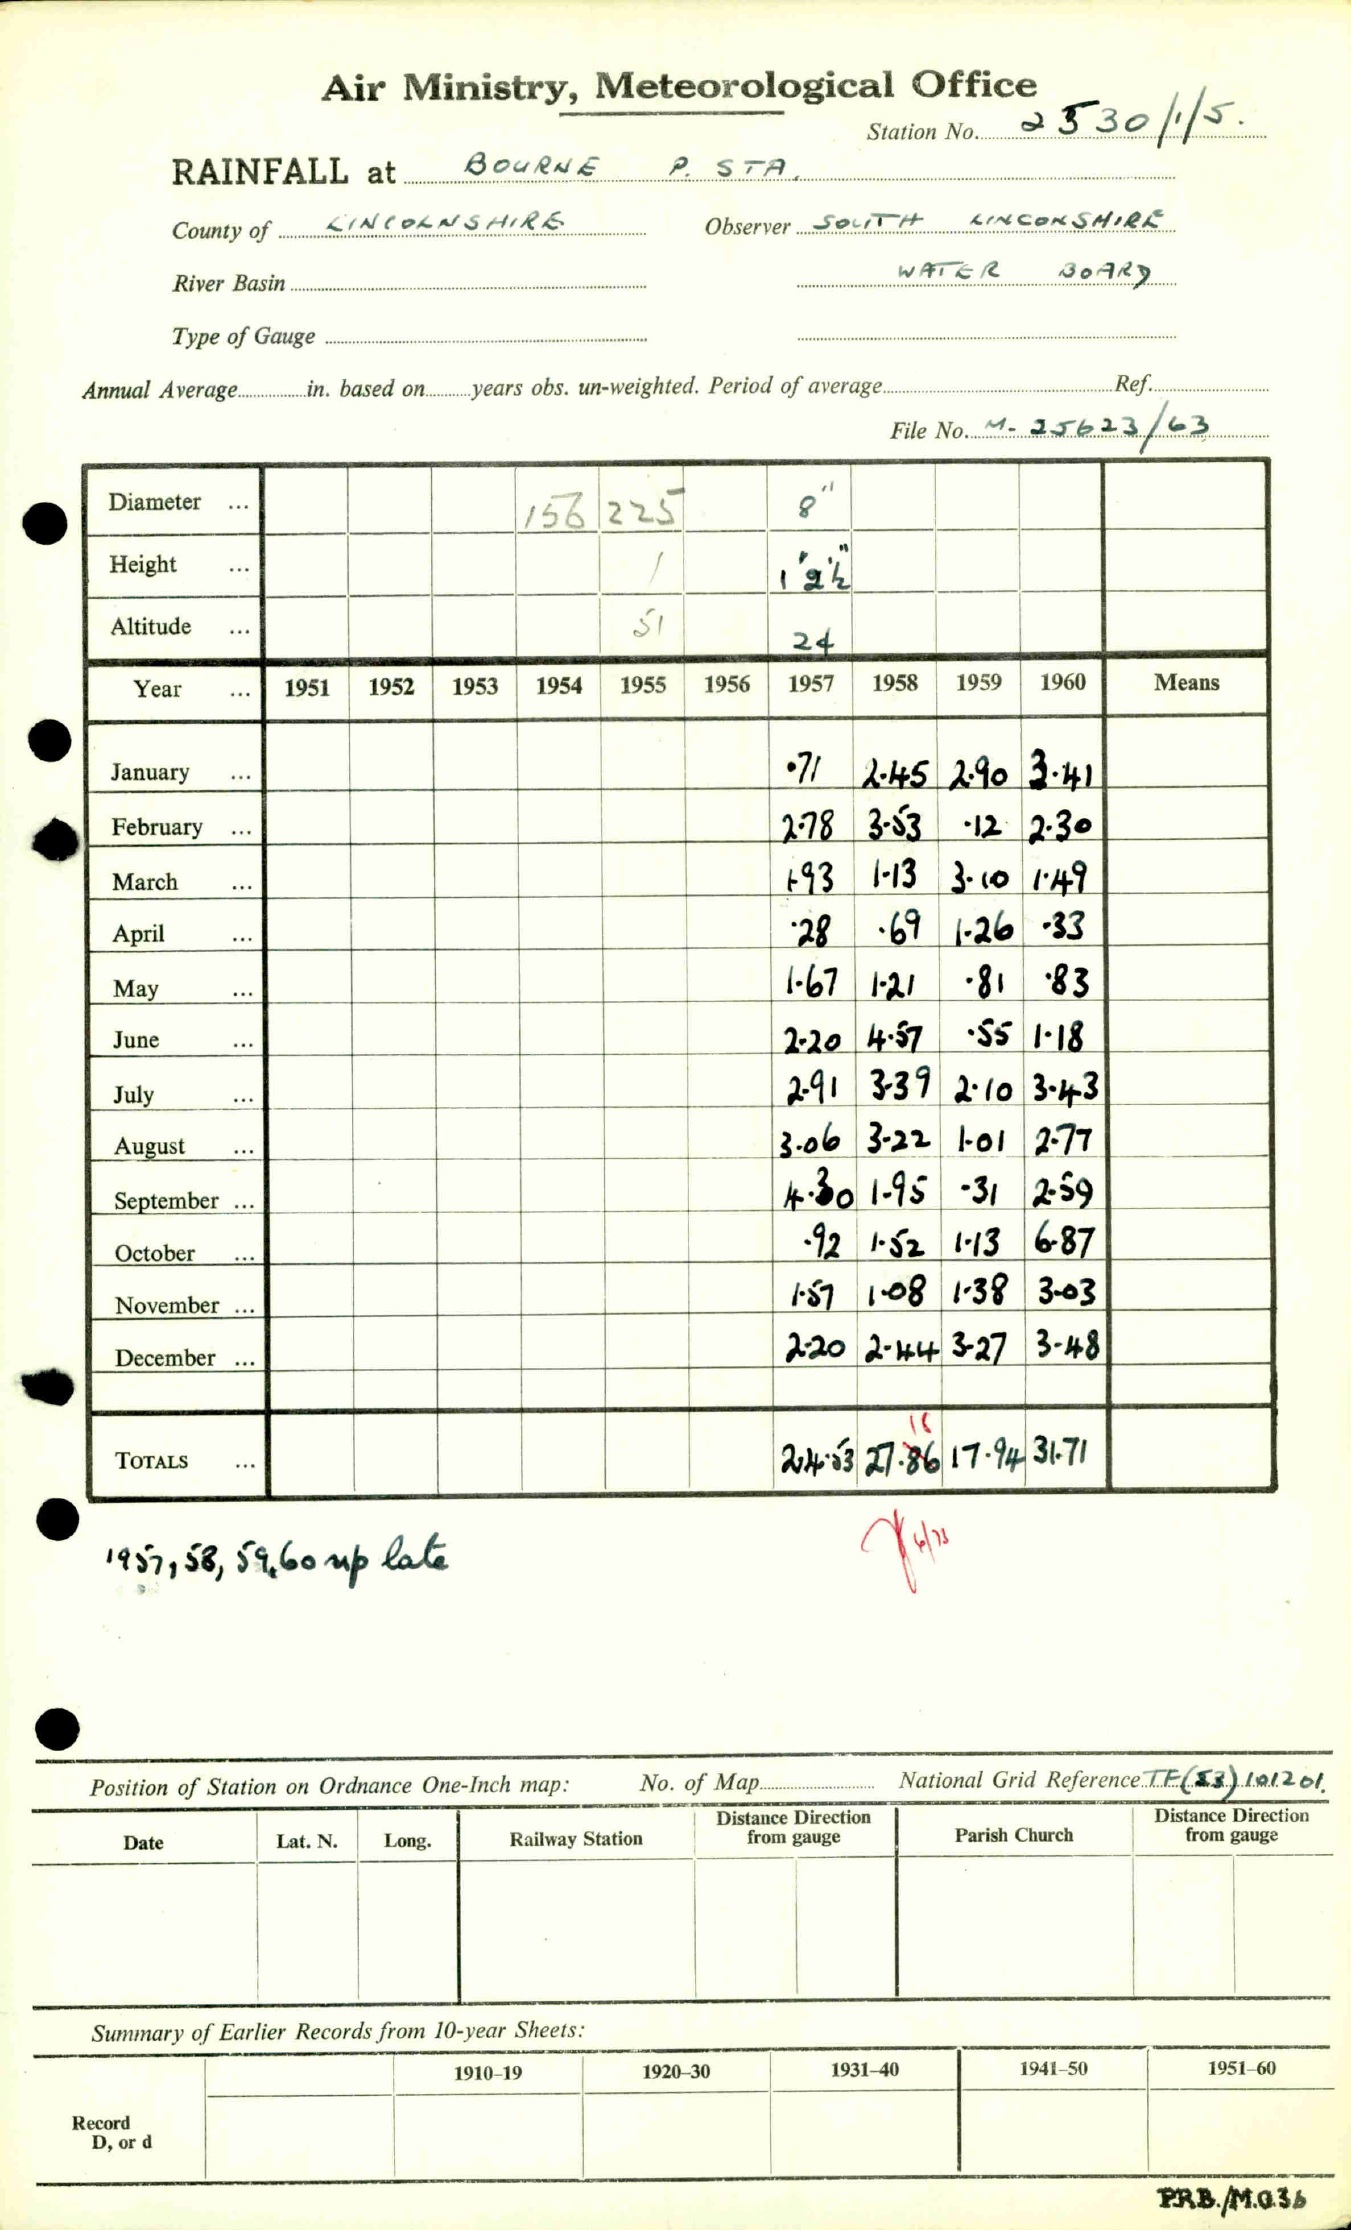 Air Ministry, Meteorological Office
Station No. 2530/1/5.
RAINFALL at BOURNE P. STA.
County of LINCOLNSHIRE Observer SOUTH LINCONSHIRE
River Basin WATER BOARD
Type of Gauge
Annual Average in. based on years obs. un-weighted. Period of average Ref.
File No. M-25623/63
Diameter ... 156 225 8"
Height ... 1 1'2½"
Altitude ... 51 24
Year ... 1951 1952 1953 1954 1955 1956 1957 1958 1959 1960 Means
January ... ·71 2·45 2·90 3·41
February ... 2·78 3·53 ·12 2·30
March ... 1·93 1·13 3·10 1·49
April ... ·28 ·69 1·26 ·33
May ... 1·67 1·21 ·81 ·83
June ... 2·20 4·57 ·55 1·18
July ... 2·91 3·39 2·10 3·43
August ... 3·06 3·22 1·01 2·77
September ... 4·30 1·95 ·31 2·59
October ... ·92 1·52 1·13 6·87
November ... 1·57 1·08 1·38 3·03
December ... 2·20 2·44 3·27 3·48
18
TOTALS ... 24·53 27·86 17·94 31·71
6/73
1957, 58, 59, 60 up late
Position of Station on Ordnance One-Inch map: No. of Map National Grid Reference TF(53)101201.
Date Lat. N. Long. Railway Station Distance Direction from gauge Parish Church Distance Direction from gauge
Summary of Earlier Records from 10-year Sheets:
1910–19 1920–30 1931–40 1941–50 1951–60
Record
D, or d
P.R.B./M.O.36